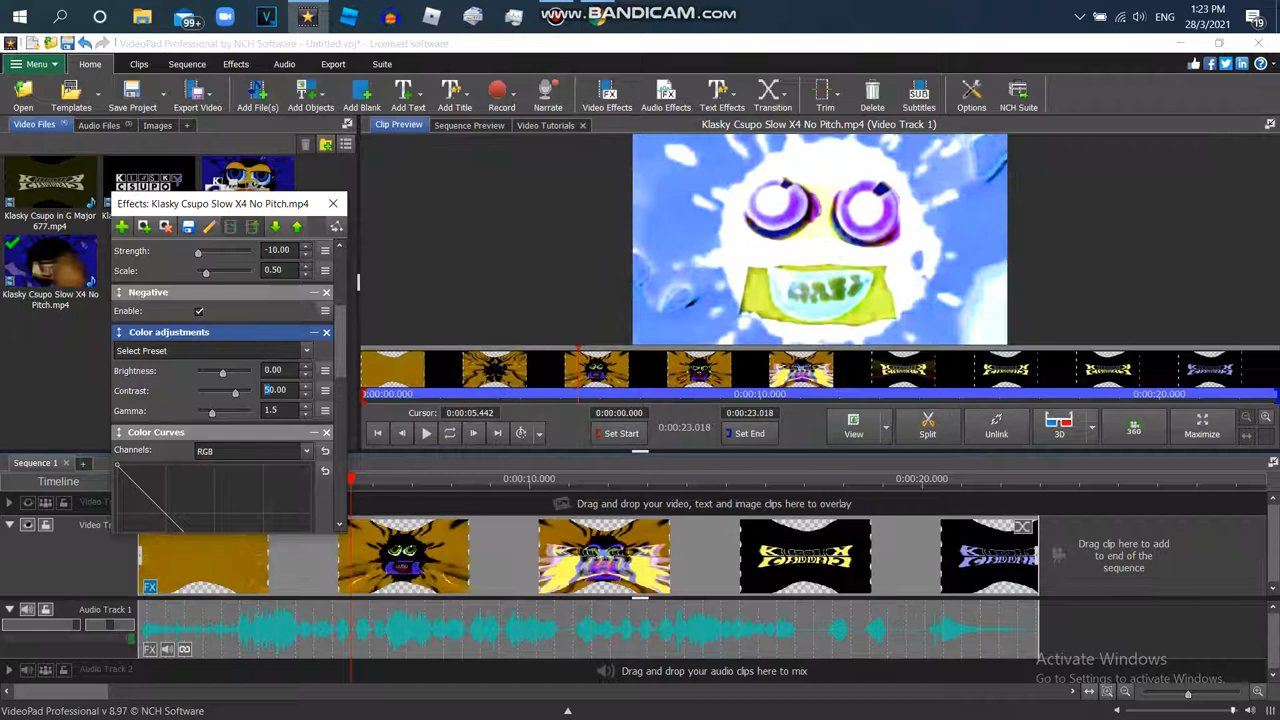 99+
V
www.BANDICAM.com
ENG
1:23 PM
28/3/2021
19
VideoPad Professional by NCH Software - Untitled.vpj* - Licensed software
Menu
Home
Clips
Sequence
Effects
Audio
Export
Suite
Open
Templates
Save Project
Export Video
Add File(s)
Add Objects
Add Blank
Add Text
Add Title
Record
Narrate
Video Effects
Audio Effects
Text Effects
Transition
Trim
Delete
Subtitles
Options
NCH Suite
Video Files
Audio Files
Images
+
Clip Preview
Sequence Preview
Video Tutorials
Klasky Csupo Slow X4 No Pitch.mp4 (Video Track 1)
Klasky Csupo in G Major 677.mp4
Klasky Csupo Slow X4 No Pitch.mp4
Effects: Klasky Csupo Slow X4 No Pitch.mp4
Strength: -10.00
Scale: 0.50
Negative
Enable:
Color adjustments
Select Preset
Brightness: 0.00
Contrast: 50.00
Gamma: 1.5
Color Curves
Channels: RGB
0:00:00.000
0:00:10.000
0:00:20.000
Cursor: 0:00:05.442
0:00:00.000
0:00:23.018
Set Start
0:00:23.018
Set End
View
Split
Unlink
3D
360
Maximize
Sequence 1
+
Timeline
0:00:10.000
0:00:20.000
Drag and drop your video, text and image clips here to overlay
Video Tr
FX
Drag clip here to add to end of the sequence
Audio Track 1
FX
Audio Track 2
Drag and drop your audio clips here to mix
Activate Windows
Go to Settings to activate Windows.
VideoPad Professional v 8.97 © NCH Software